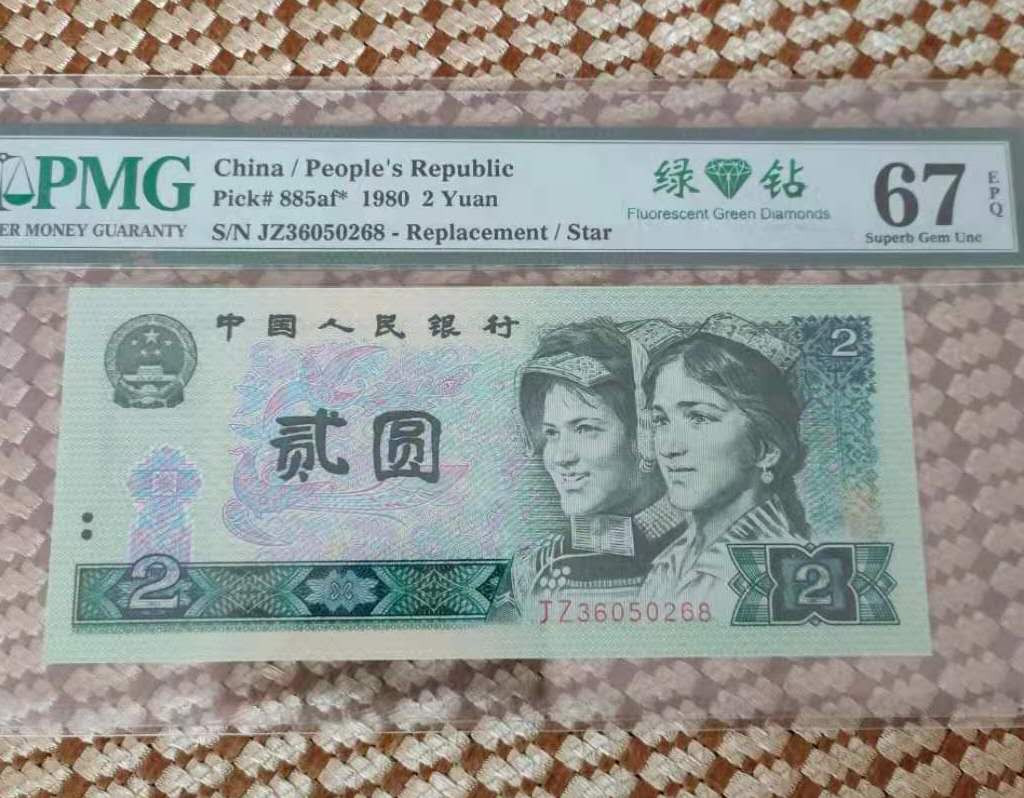 PMG
ER MONEY GUARANTY
China / People's Republic
Pick# 885af* 1980 2 Yuan
S/N JZ36050268 - Replacement / Star
绿 钻
Fluorescent Green Diamonds
67
EPQ
Superb Gem Unc
中国人民银行
2
贰圆
2
JZ36050268
2